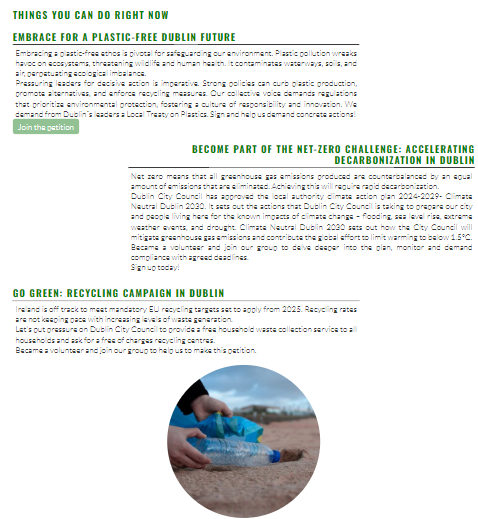 THINGS YOU CAN DO RIGHT NOW
EMBRACE FOR A PLASTIC-FREE DUBLIN FUTURE
Embracing a plastic-free ethos is pivotal for safeguarding our environment. Plastic pollution wreaks
havoc on ecosystems, threatening wildlife and human health. It contaminates waterways, soils, and
air, perpetuating ecological imbalance.
Pressuring leaders for decisive action is imperative. Strong policies can curb plastic production,
promote alternatives, and enforce recycling measures. Our collective voice demands regulations
that prioritize environmental protection, fostering a culture of responsibility and innovation. We
demand from Dublin's leaders a Local Treaty on Plastics. Sign and help us demand concrete actions!
Join the petition
BECOME PART OF THE NET-ZERO CHALLENGE: ACCELERATING
DECARBONIZATION IN DUBLIN
Net zero means that all greenhouse gas emissions produced are counterbalanced by an equal
amount of emissions that are eliminated. Achieving this will require rapid decarbonization.
Dublin City Council has approved the local authority climate action plan 2024-2029- Climate
Neutral Dublin 2030. It sets out the actions that Dublin City Council is taking to prepare our city
and people living here for the known impacts of climate change – flooding, sea level rise, extreme
weather events, and drought. Climate Neutral Dublin 2030 sets out how the City Council will
mitigate greenhouse gas emissions and contribute the global effort to limit warming to below 1.5°C.
Became a volunteer and join our group to delve deeper into the plan, monitor and demand
compliance with agreed deadlines.
Sign up today!
GO GREEN: RECYCLING CAMPAIGN IN DUBLIN
Ireland is off track to meet mandatory EU recycling targets set to apply from 2025. Recycling rates
are not keeping pace with increasing levels of waste generation.
Let's put pressure on Dublin City Council to provide a free household waste collection service to all
households and ask for a free of charges recycling centres.
Became a volunteer and join our group to help us to make this petition.